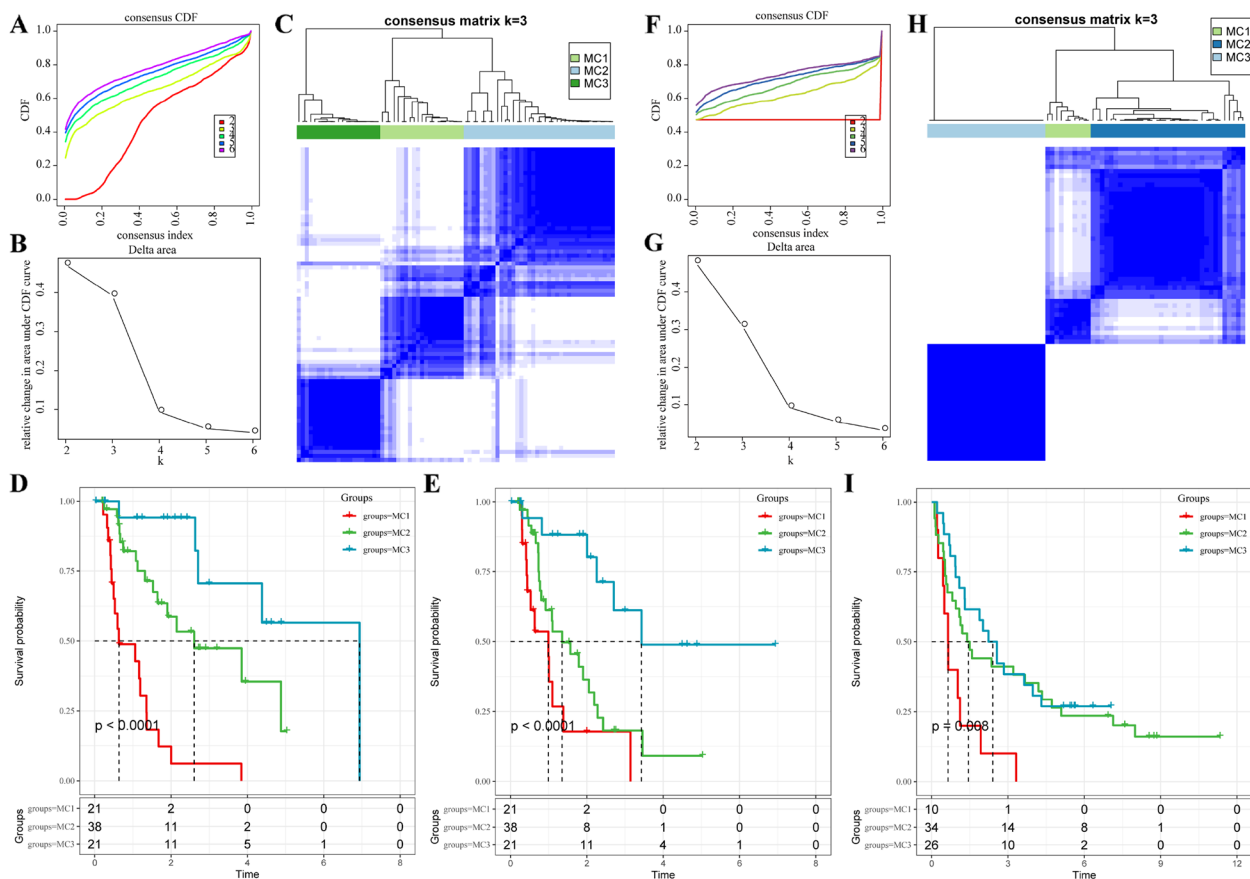 A
consensus CDF
CDF
1.0
0.8
0.6
0.4
0.2
0.0
2
3
4
5
6
0.0 0.2 0.4 0.6 0.8 1.0
consensus index
B
Delta area
relative change in area under CDF curve
0.4
0.3
0.2
0.1
2 3 4 5 6
k
C
consensus matrix k=3
MC1
MC2
MC3
F
consensus CDF
CDF
1.0
0.8
0.6
0.4
0.2
0.0
2
3
4
5
6
0.0 0.2 0.4 0.6 0.8 1.0
consensus index
G
Delta area
relative change in area under CDF curve
0.4
0.3
0.2
0.1
2 3 4 5 6
k
H
consensus matrix k=3
MC1
MC2
MC3
D
Groups
groups=MC1
groups=MC2
groups=MC3
Survival probability
1.00
0.75
0.50
0.25
0.00
p < 0.0001
Groups
groups=MC1 21 2 0 0 0
groups=MC2 38 11 2 0 0
groups=MC3 21 11 5 1 0
0 2 4 6 8
Time
E
Groups
groups=MC1
groups=MC2
groups=MC3
Survival probability
1.00
0.75
0.50
0.25
0.00
p < 0.0001
Groups
groups=MC1 21 2 0 0 0
groups=MC2 38 8 1 0 0
groups=MC3 21 11 4 1 0
0 2 4 6 8
Time
I
Groups
groups=MC1
groups=MC2
groups=MC3
Survival probability
1.00
0.75
0.50
0.25
0.00
p = 0.008
Groups
groups=MC1 10 1 0 0 0
groups=MC2 34 14 8 1 0
groups=MC3 26 10 2 0 0
0 3 6 9 12
Time